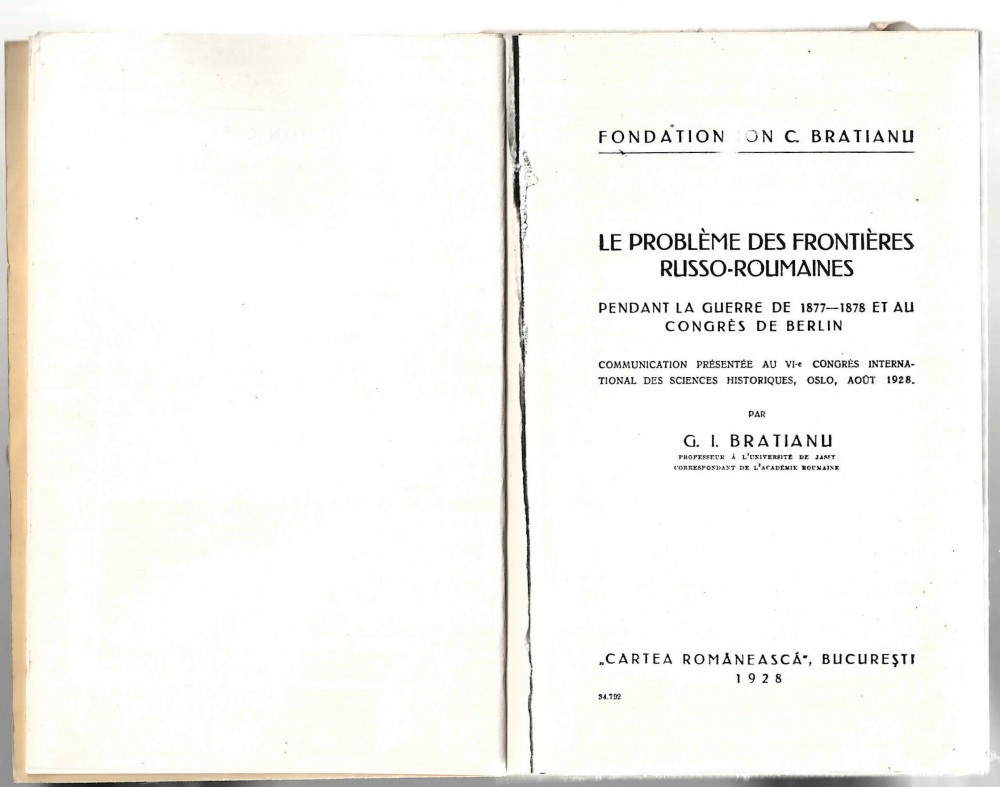 FONDATION ION C. BRATIANU
LE PROBLÈME DES FRONTIÈRES
RUSSO-ROUMAINES
PENDANT LA GUERRE DE 1877—1878 ET AU
CONGRÈS DE BERLIN
COMMUNICATION PRÉSENTÉE AU VI-e CONGRÈS INTERNA-
TIONAL DES SCIENCES HISTORIQUES, OSLO, AOÛT 1928.
PAR
G. I. BRATIANU
PROFESSEUR À L'UNIVERSITÉ DE JASSY
CORRESPONDANT DE L'ACADÉMIE ROUMAINE
„CARTEA ROMÂNEASCĂ", BUCUREŞTI
1928
34.792